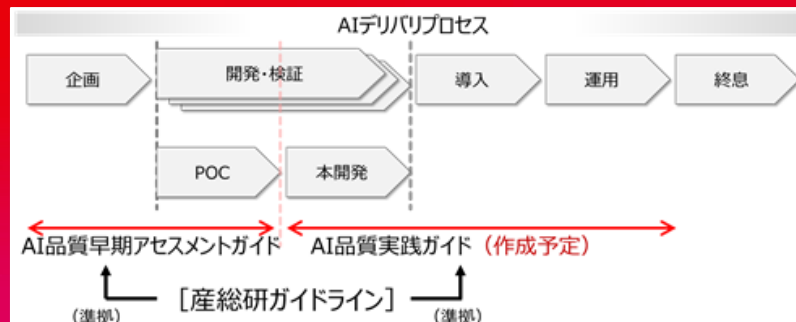 AIデリバリプロセス
企画
開発・検証
導入
運用
終息
POC
本開発
AI品質早期アセスメントガイド
AI品質実践ガイド（作成予定）
［産総研ガイドライン］
（準拠）
（準拠）